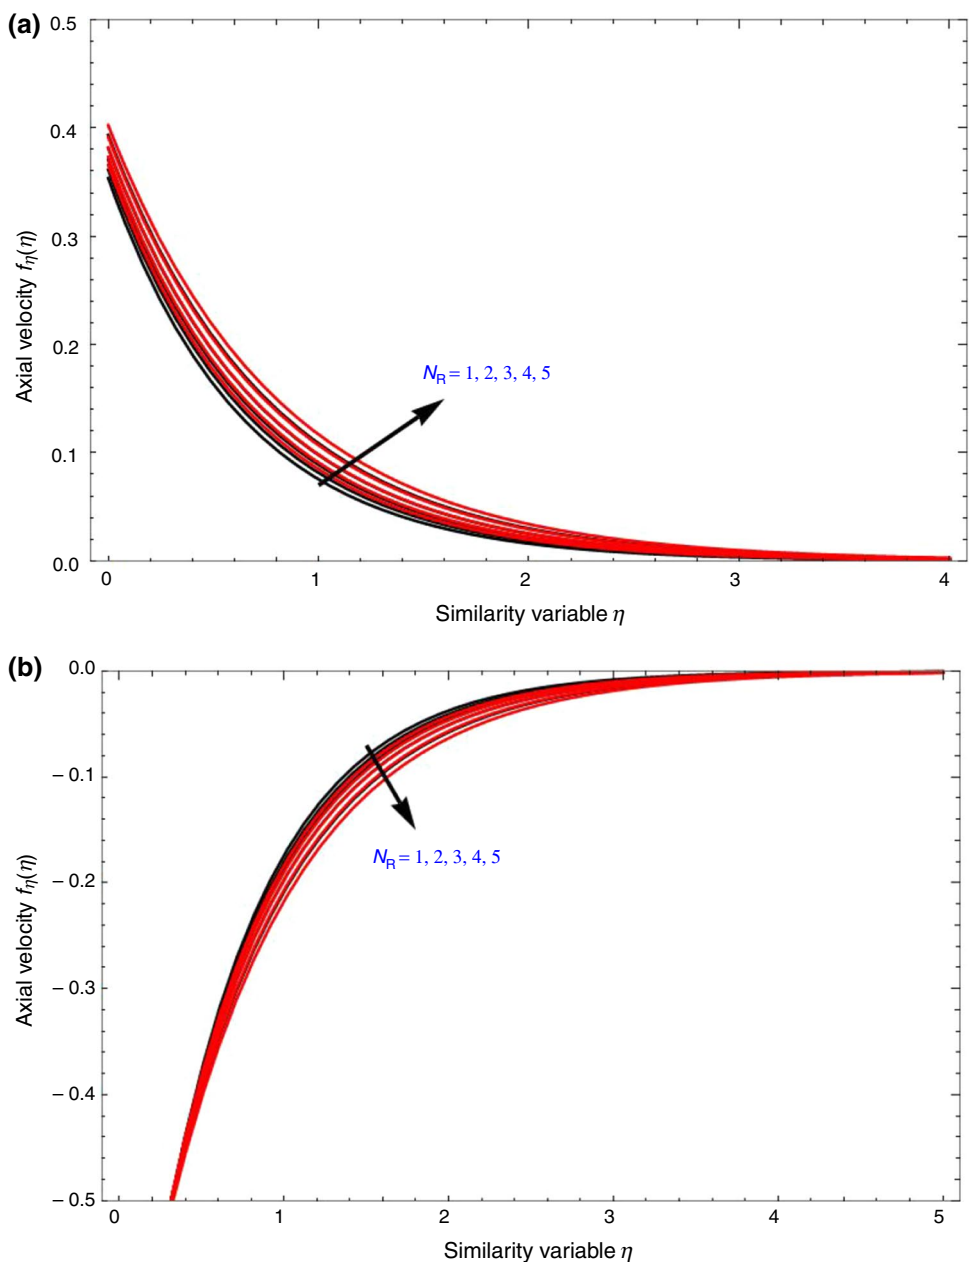 (a)
0.5
0.4
0.3
0.2
0.1
0.0
Axial velocity fη(η)
N_R = 1, 2, 3, 4, 5
0 1 2 3 4
Similarity variable η
(b)
0.0
− 0.1
− 0.2
− 0.3
− 0.4
− 0.5
Axial velocity fη(η)
N_R = 1, 2, 3, 4, 5
0 1 2 3 4 5
Similarity variable η